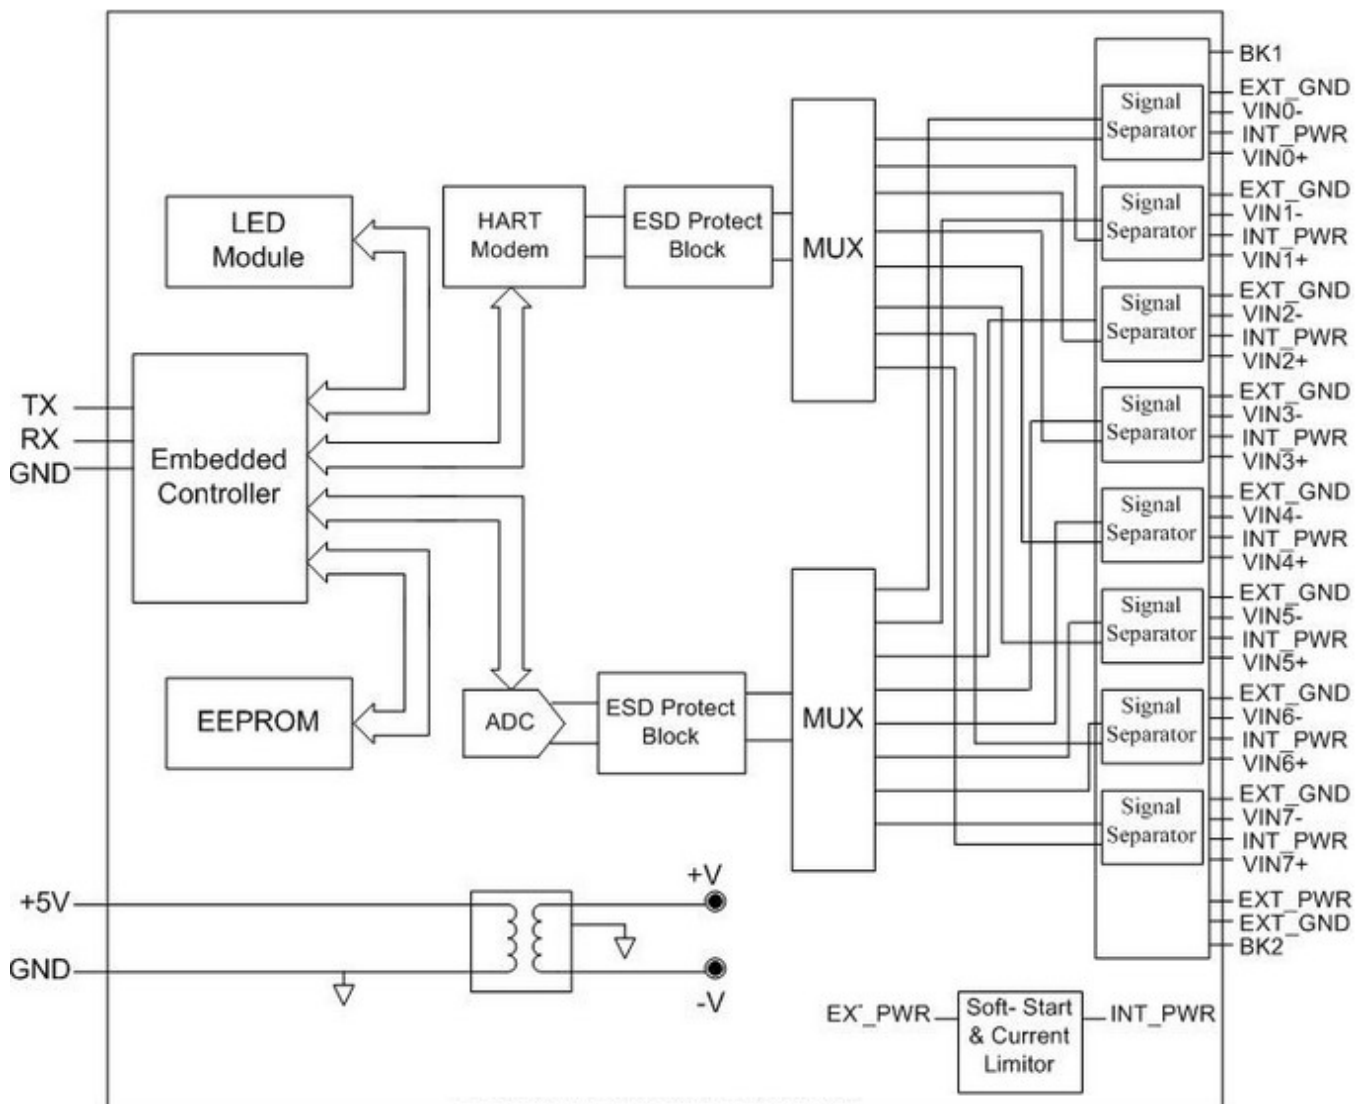 BK1
EXT_GND
VIN0-
INT_PWR
VIN0+
Signal
Separator
EXT_GND
VIN1-
INT_PWR
VIN1+
Signal
Separator
LED
Module
HART
Modem
ESD Protect
Block
MUX
EXT_GND
VIN2-
INT_PWR
VIN2+
Signal
Separator
EXT_GND
VIN3-
INT_PWR
VIN3+
Signal
Separator
TX
RX
GND
Embedded
Controller
EXT_GND
VIN4-
INT_PWR
VIN4+
Signal
Separator
EXT_GND
VIN5-
INT_PWR
VIN5+
Signal
Separator
EEPROM
ADC
ESD Protect
Block
MUX
EXT_GND
VIN6-
INT_PWR
VIN6+
Signal
Separator
EXT_GND
VIN7-
INT_PWR
VIN7+
Signal
Separator
+5V
GND
+V
-V
EXT_PWR
EXT_GND
BK2
EX_PWR
Soft- Start
& Current
Limitor
INT_PWR